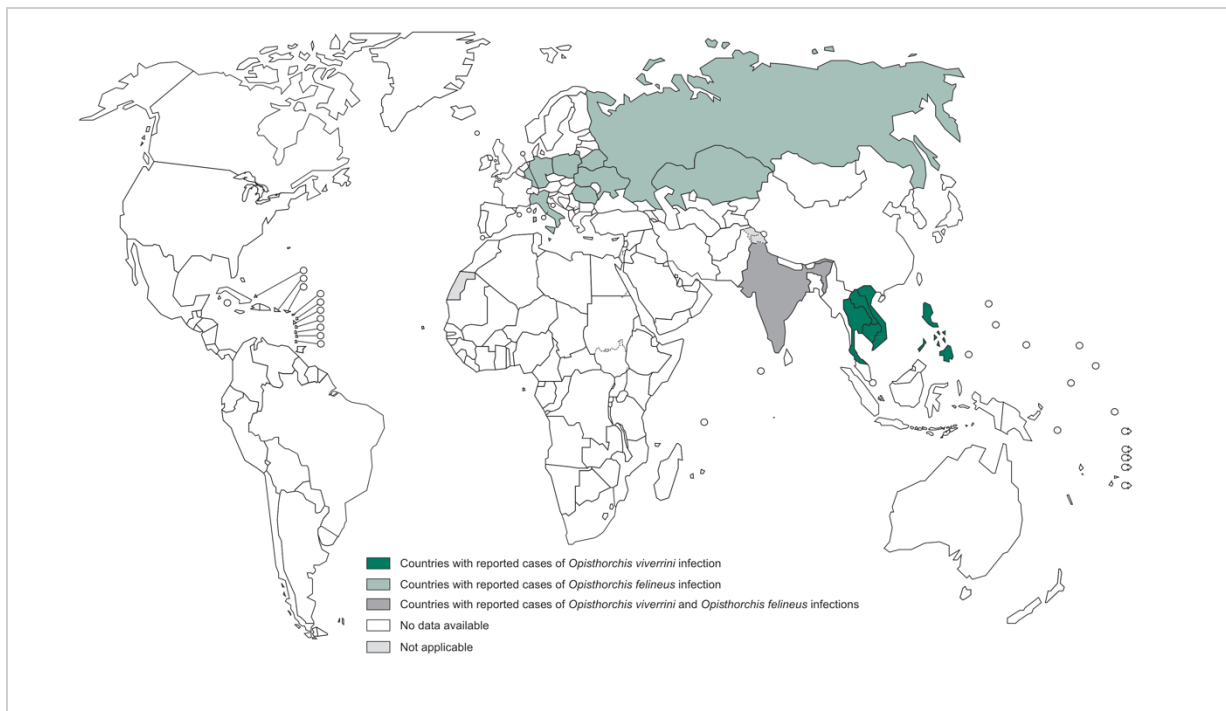 Countries with reported cases of Opisthorchis viverrini infection
Countries with reported cases of Opisthorchis felineus infection
Countries with reported cases of Opisthorchis viverrini and Opisthorchis felineus infections
No data available
Not applicable